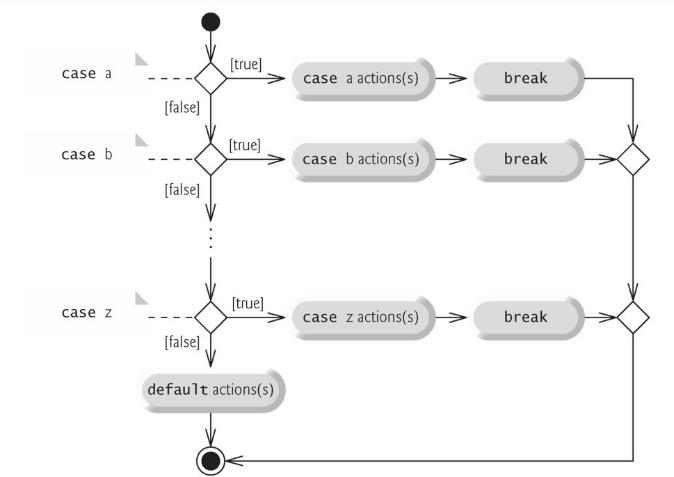 case a
[true]
case a actions(s)
break
[false]
case b
[true]
case b actions(s)
break
[false]
case z
[true]
case z actions(s)
break
[false]
default actions(s)